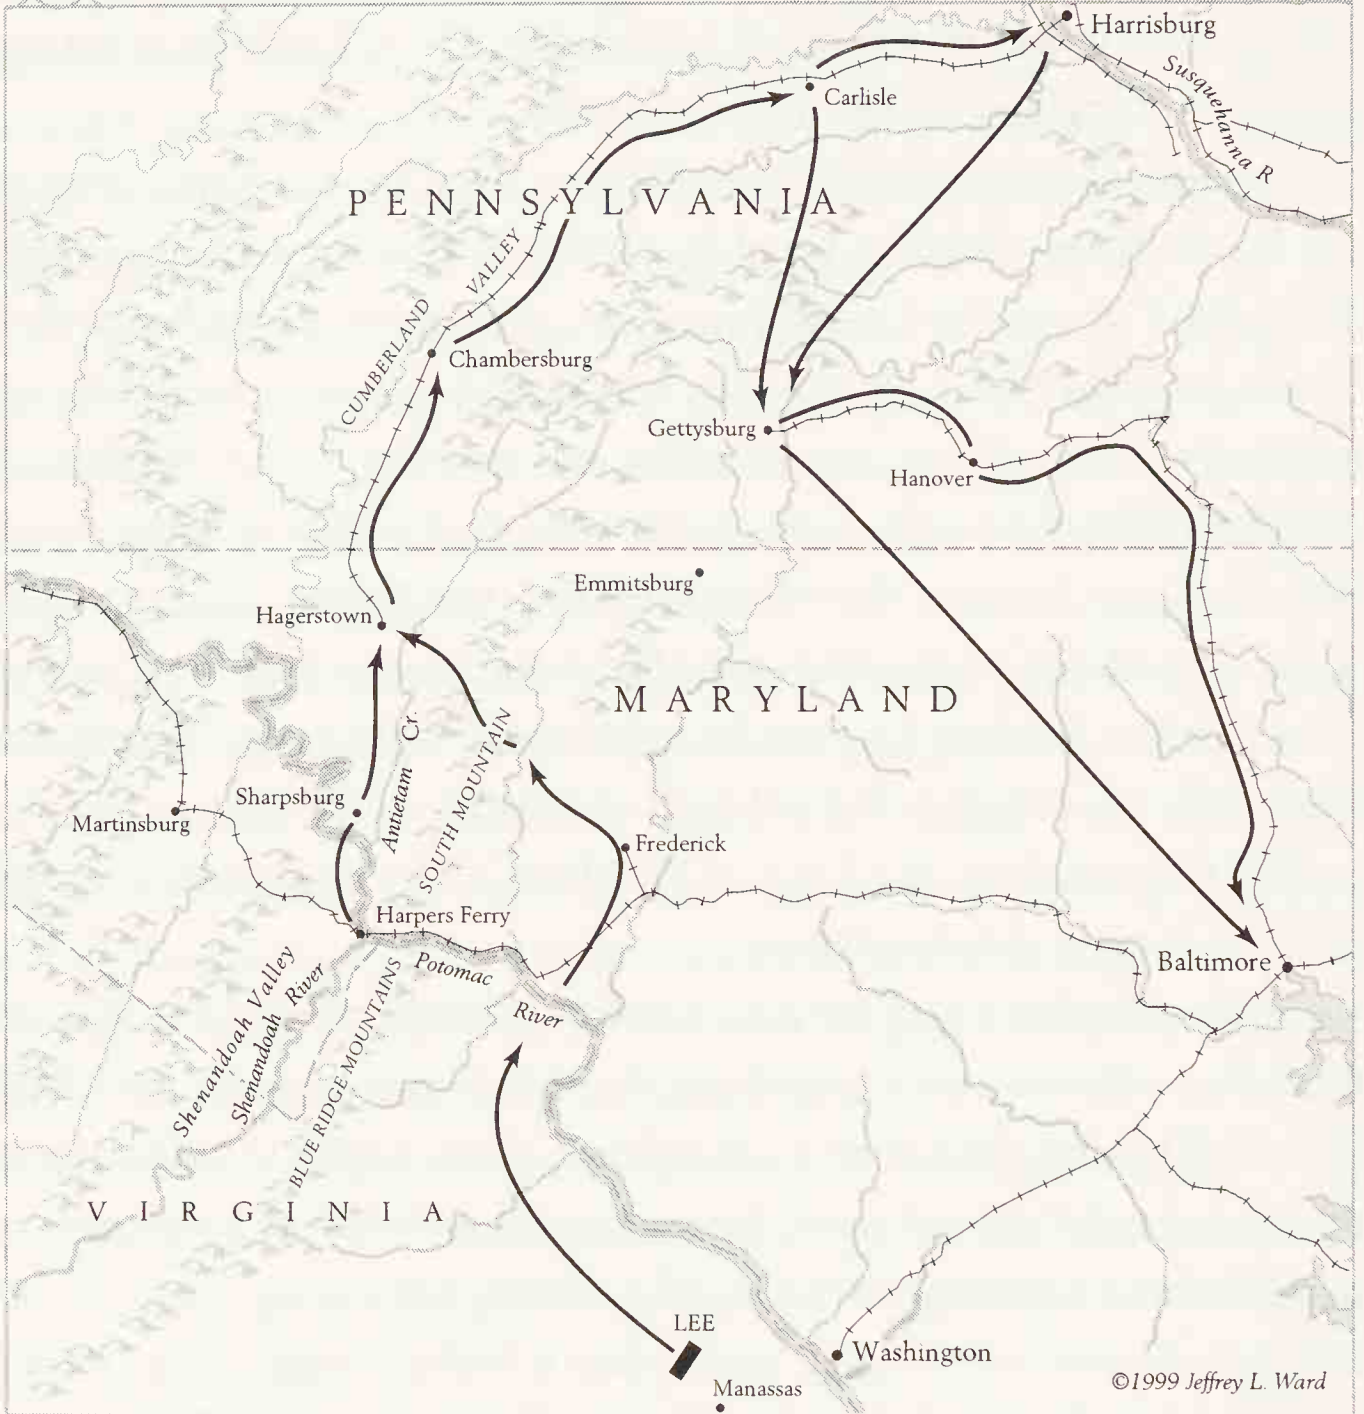 Harrisburg
Susquehanna R
Carlisle
PENNSYLVANIA
CUMBERLAND VALLEY
Chambersburg
Gettysburg
Hanover
Emmitsburg
Hagerstown
MARYLAND
Antietam Cr.
SOUTH MOUNTAIN
Sharpsburg
Martinsburg
Frederick
Harpers Ferry
Potomac River
Baltimore
Shenandoah Valley
Shenandoah River
BLUE RIDGE MOUNTAINS
VIRGINIA
LEE
Washington
Manassas
©1999 Jeffrey L. Ward